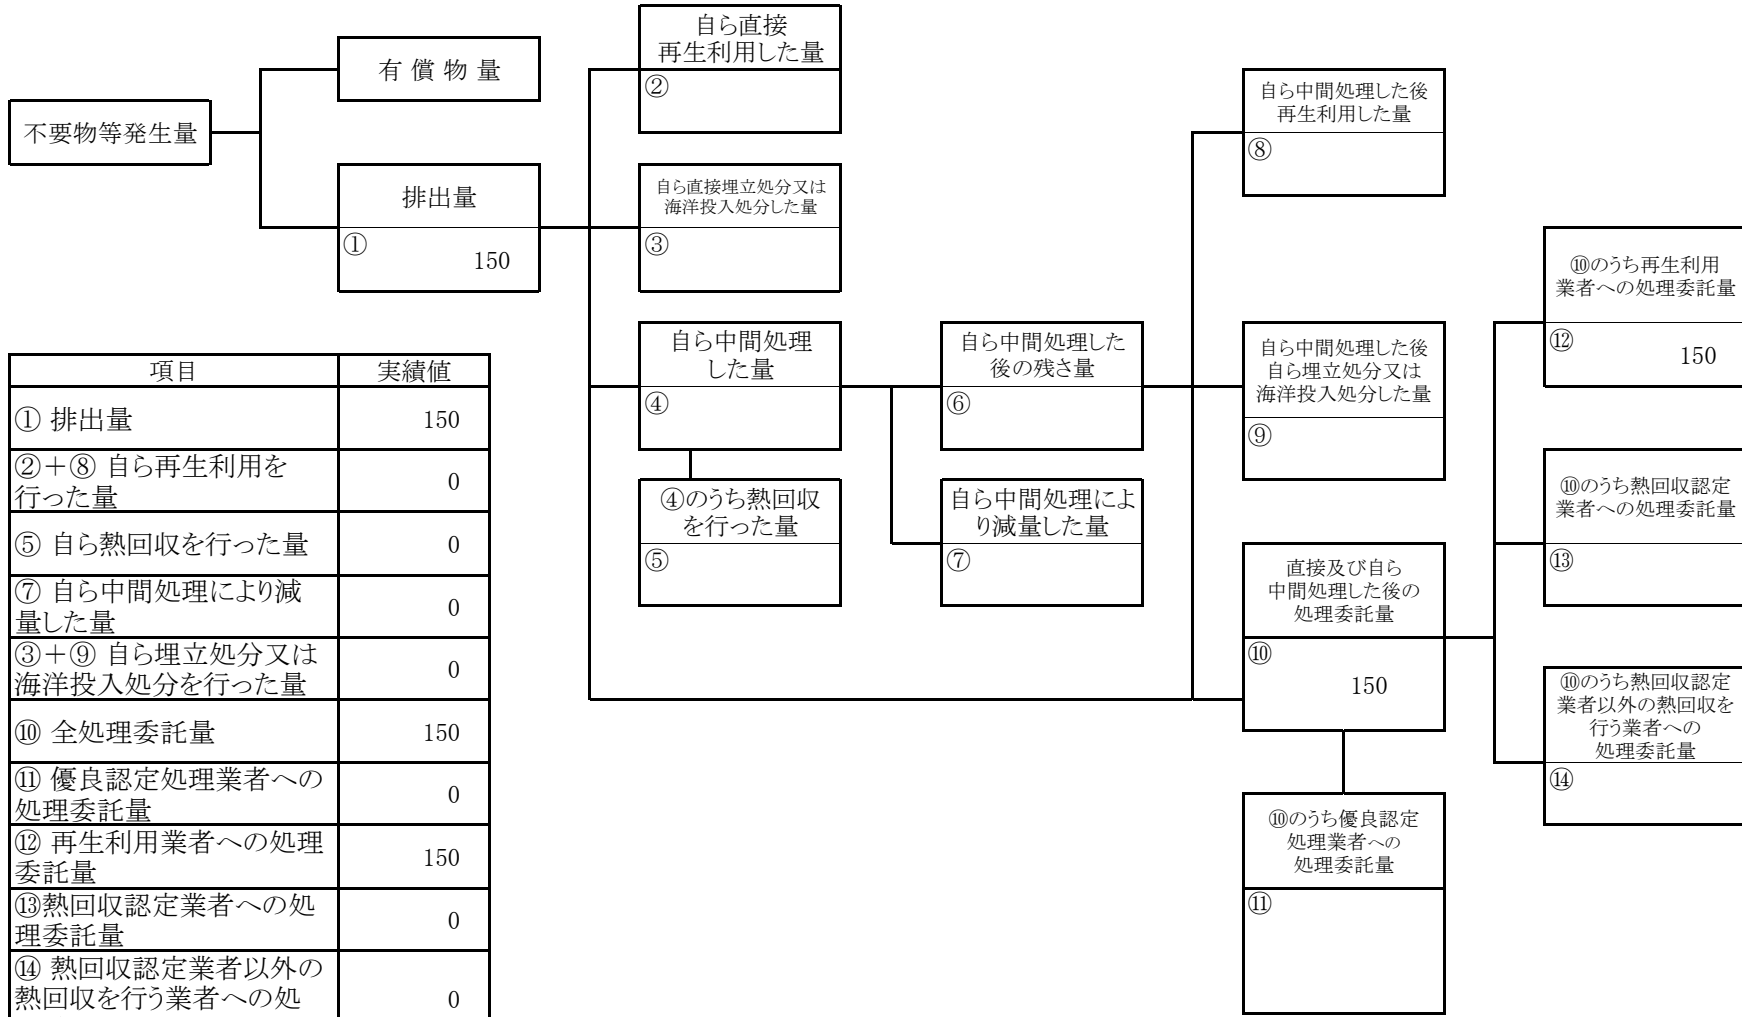 不要物等発生量
有 償 物 量
排出量
①
150
自ら直接
再生利用した量
②
自ら直接埋立処分又は
海洋投入処分した量
③
自ら中間処理
した量
④
④のうち熱回収
を行った量
⑤
自ら中間処理した
後の残さ量
⑥
自ら中間処理によ
り減量した量
⑦
自ら中間処理した後
再生利用した量
⑧
自ら中間処理した後
自ら埋立処分又は
海洋投入処分した量
⑨
直接及び自ら
中間処理した後の
処理委託量
⑩
150
⑩のうち優良認定
処理業者への
処理委託量
⑪
⑩のうち再生利用
業者への処理委託量
⑫
150
⑩のうち熱回収認定
業者への処理委託量
⑬
⑩のうち熱回収認定
業者以外の熱回収を
行う業者への
処理委託量
⑭
項目 実績値
① 排出量 150
②+⑧ 自ら再生利用を
行った量 0
⑤ 自ら熱回収を行った量 0
⑦ 自ら中間処理により減
量した量 0
③+⑨ 自ら埋立処分又は
海洋投入処分を行った量 0
⑩ 全処理委託量 150
⑪ 優良認定処理業者への
処理委託量 0
⑫ 再生利用業者への処理
委託量 150
⑬熱回収認定業者への処
理委託量 0
⑭ 熱回収認定業者以外の
熱回収を行う業者への処 0